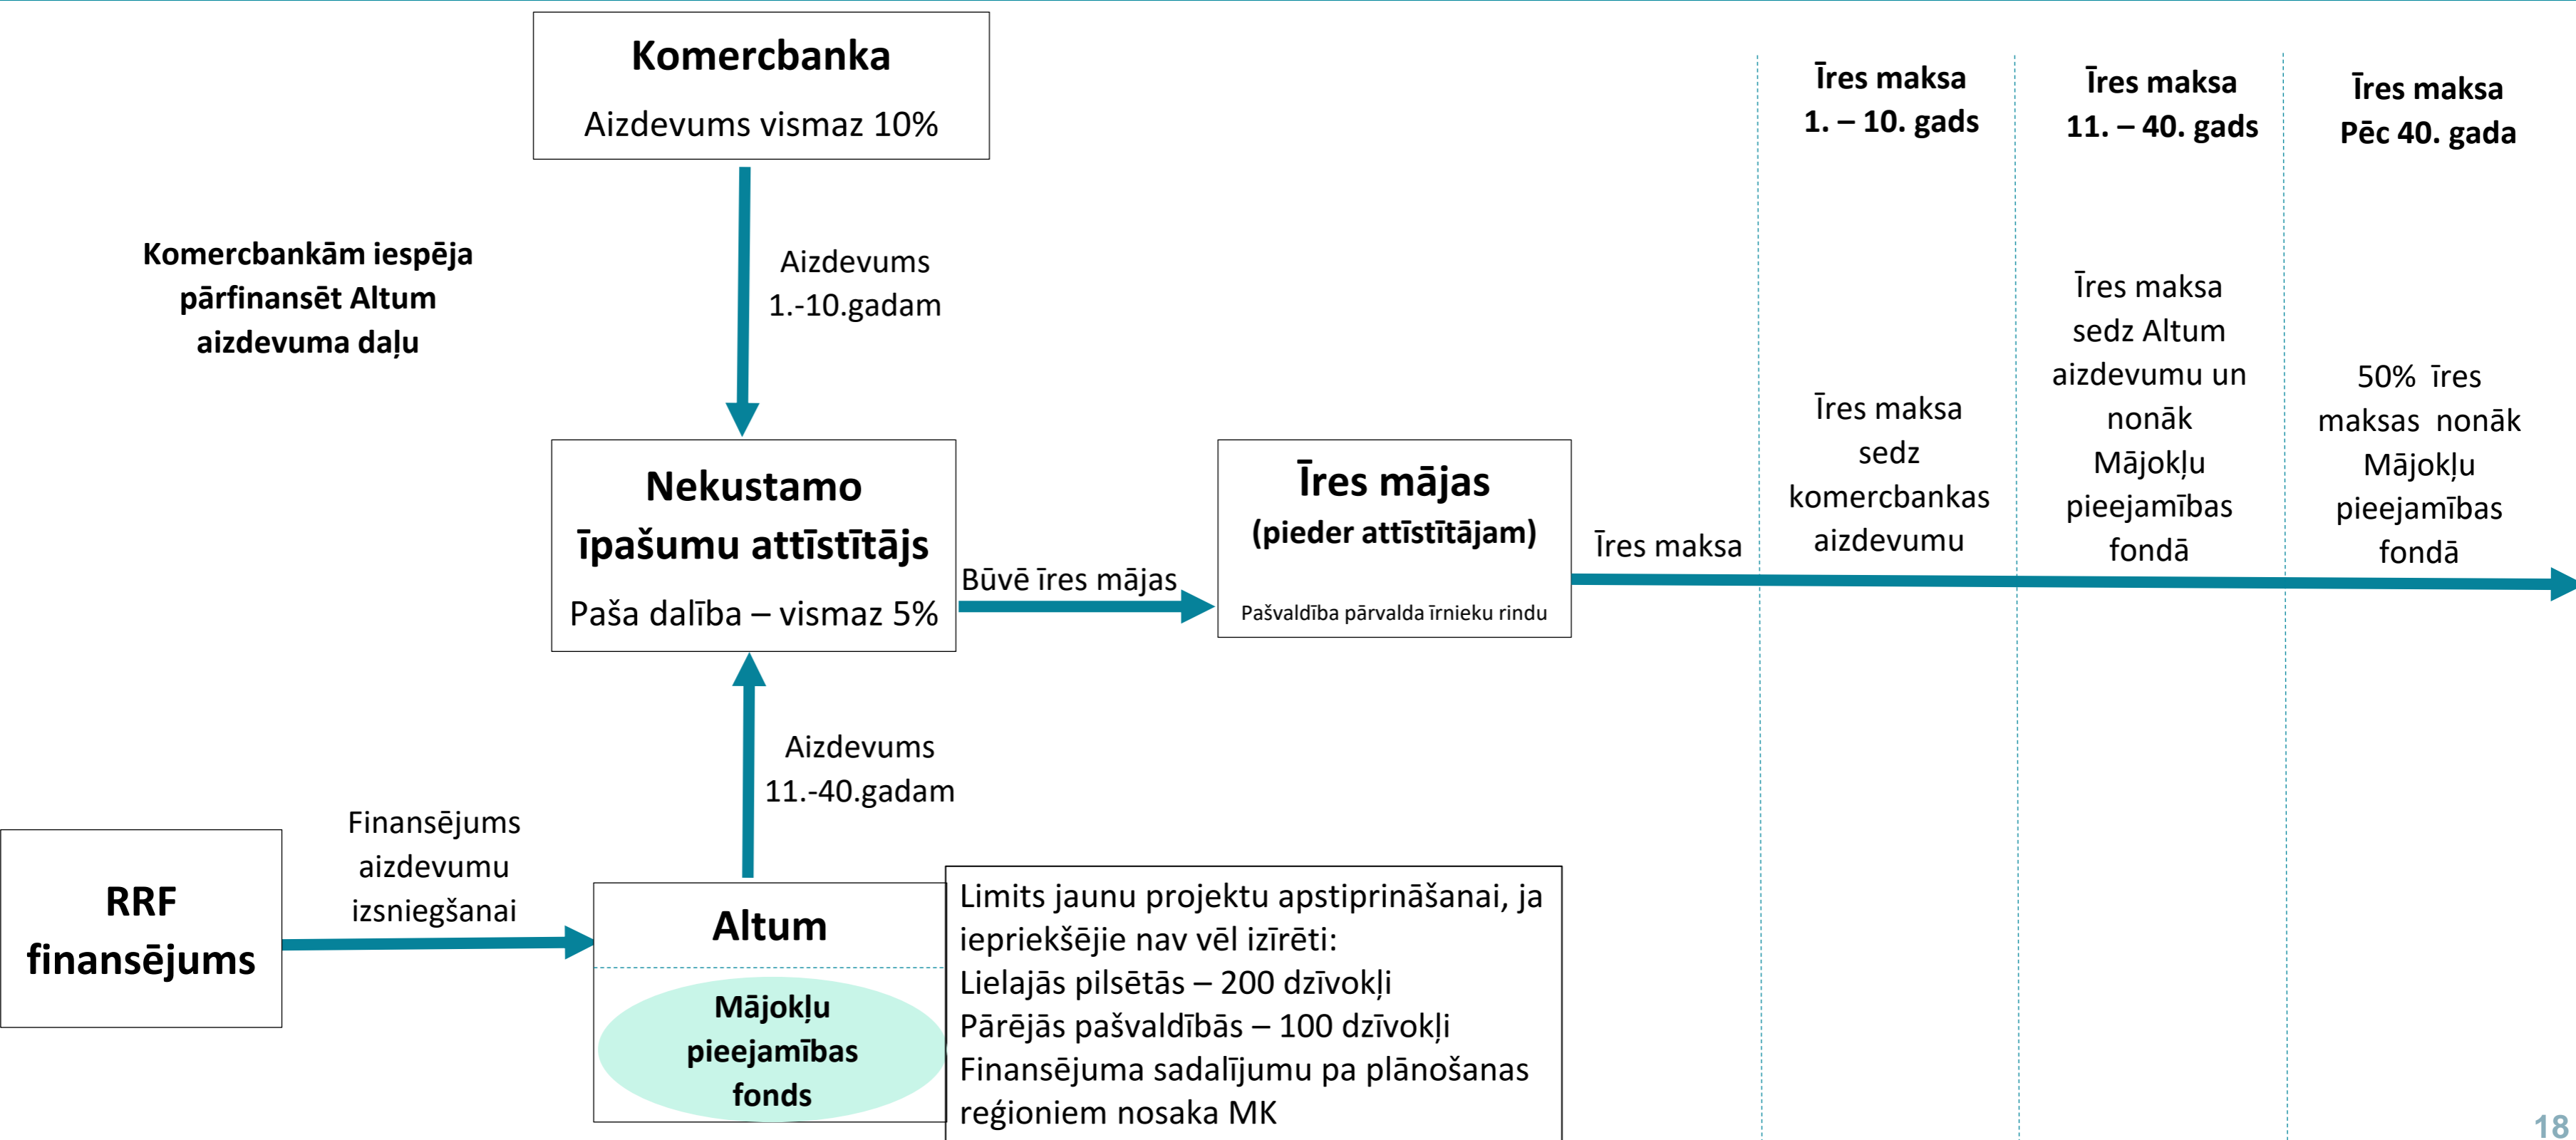 Komercbanka
Aizdevums vismaz 10%
Īres maksa
1. – 10. gads
Īres maksa
11. – 40. gads
Īres maksa
Pēc 40. gada
Komercbankām iespēja
pārfinansēt Altum
aizdevuma daļu
Aizdevums
1.-10.gadam
Nekustamo
īpašumu attīstītājs
Paša dalība – vismaz 5%
Būvē īres mājas
Īres mājas
(pieder attīstītājam)
Pašvaldība pārvalda īrnieku rindu
Īres maksa
Īres maksa
sedz
komercbankas
aizdevumu
Īres maksa
sedz Altum
aizdevumu un
nonāk
Mājokļu
pieejamības
fondā
50% īres
maksas nonāk
Mājokļu
pieejamības
fondā
Aizdevums
11.-40.gadam
RRF
finansējums
Finansējums
aizdevumu
izsniegšanai
Altum
Mājokļu
pieejamības
fonds
Limits jaunu projektu apstiprināšanai, ja
iepriekšējie nav vēl izīrēti:
Lielajās pilsētās – 200 dzīvokļi
Pārējās pašvaldībās – 100 dzīvokļi
Finansējuma sadalījumu pa plānošanas
reģioniem nosaka MK
18